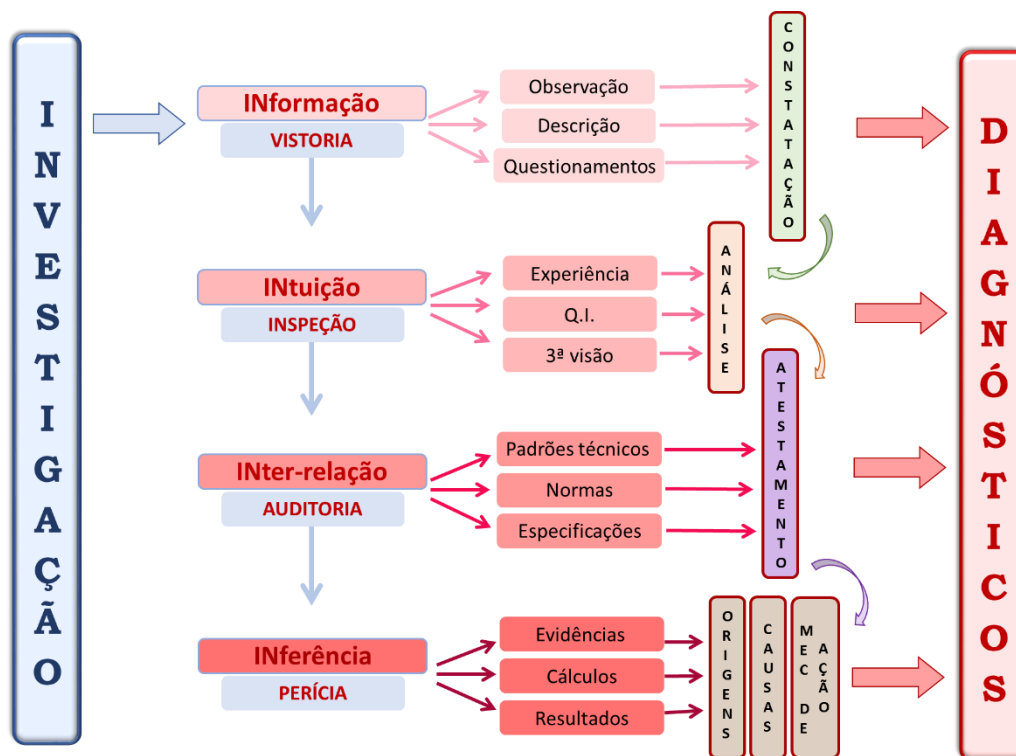 INVESTIGAÇÃO
INformação
VISTORIA
Observação
Descrição
Questionamentos
CONSTATAÇÃO
INtuição
INSPEÇÃO
Experiência
Q.I.
3ª visão
ANÁLISE
INter-relação
AUDITORIA
Padrões técnicos
Normas
Especificações
ATESTAMENTO
INferência
PERÍCIA
Evidências
Cálculos
Resultados
ORIGENS
CAUSAS
MEC DE
AÇÃO
DIAGNÓSTICOS